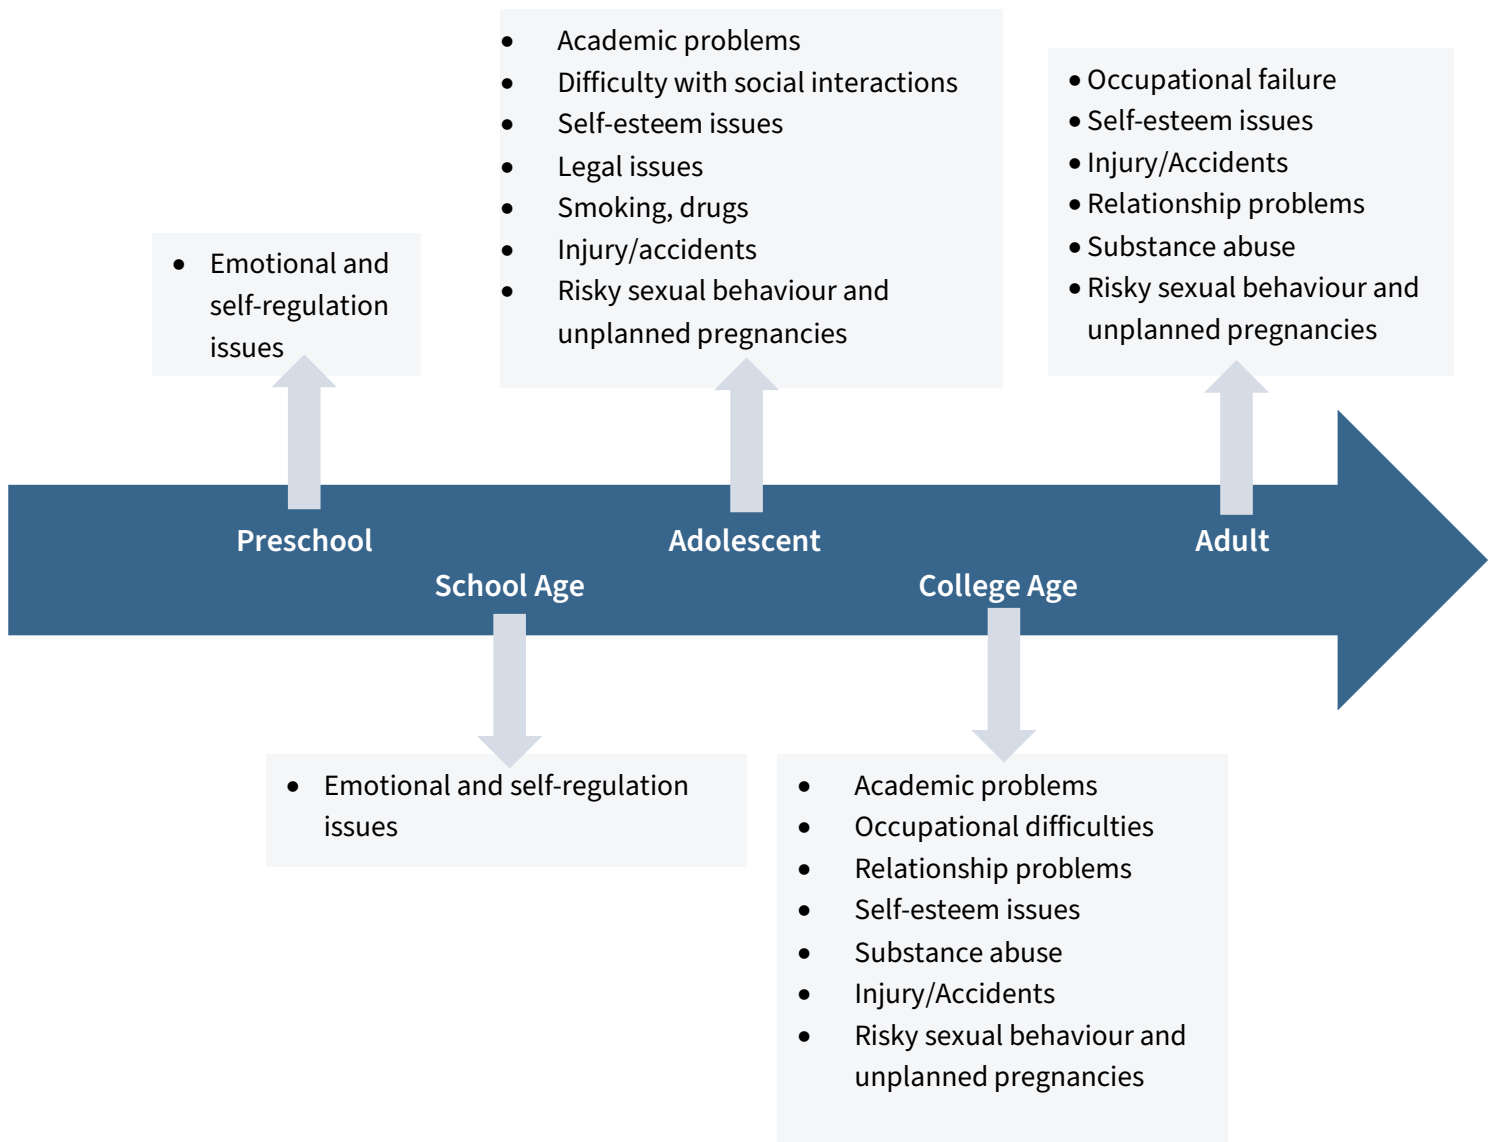 • Academic problems
• Difficulty with social interactions
• Self-esteem issues
• Legal issues
• Smoking, drugs
• Injury/accidents
• Risky sexual behaviour and
unplanned pregnancies
• Occupational failure
• Self-esteem issues
• Injury/Accidents
• Relationship problems
• Substance abuse
• Risky sexual behaviour and
unplanned pregnancies
• Emotional and
self-regulation
issues
Preschool
Adolescent
Adult
School Age
College Age
• Emotional and self-regulation
issues
• Academic problems
• Occupational difficulties
• Relationship problems
• Self-esteem issues
• Substance abuse
• Injury/Accidents
• Risky sexual behaviour and
unplanned pregnancies